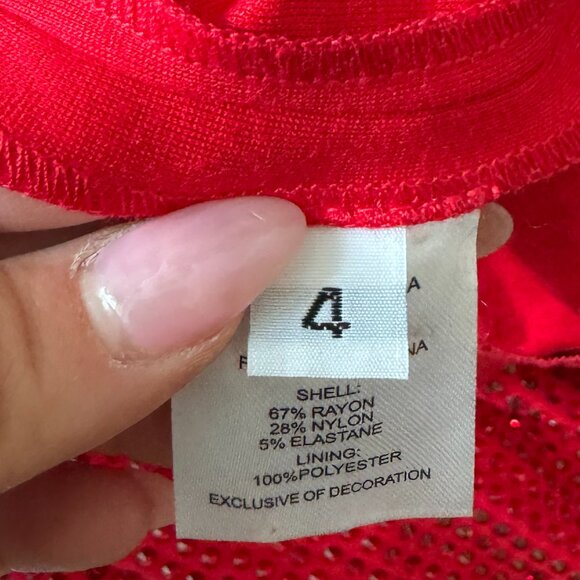 4
SHELL:
67% RAYON
28% NYLON
5% ELASTANE
LINING:
100%POLYESTER
EXCLUSIVE OF DECORATION